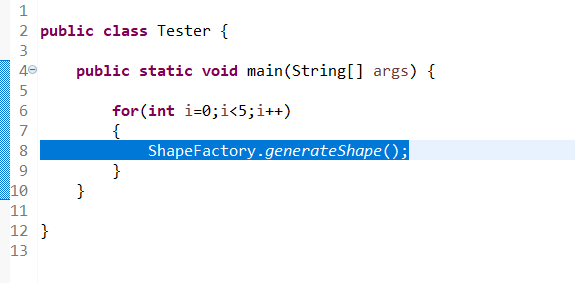 1
2 public class Tester {
3
4 public static void main(String[] args) {
5
6 for(int i=0;i<5;i++)
7 {
8 ShapeFactory.generateShape();
9 }
10 }
11
12 }
13